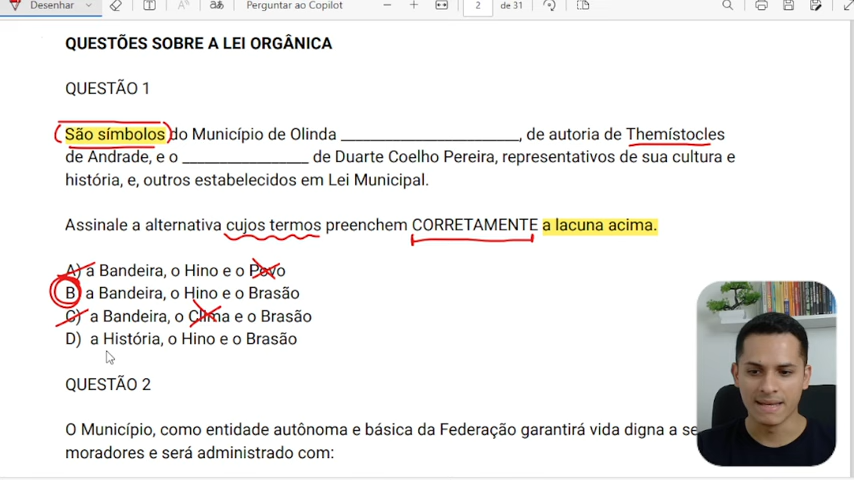 Desenhar
Perguntar ao Copilot
2
de 31
QUESTÕES SOBRE A LEI ORGÂNICA
QUESTÃO 1
São símbolos do Município de Olinda ________________________, de autoria de Themístocles
de Andrade, e o _________________ de Duarte Coelho Pereira, representativos de sua cultura e
história, e, outros estabelecidos em Lei Municipal.
Assinale a alternativa cujos termos preenchem CORRETAMENTE a lacuna acima.
A) a Bandeira, o Hino e o Povo
B) a Bandeira, o Hino e o Brasão
C) a Bandeira, o Clima e o Brasão
D) a História, o Hino e o Brasão
QUESTÃO 2
O Município, como entidade autônoma e básica da Federação garantirá vida digna a se
moradores e será administrado com: